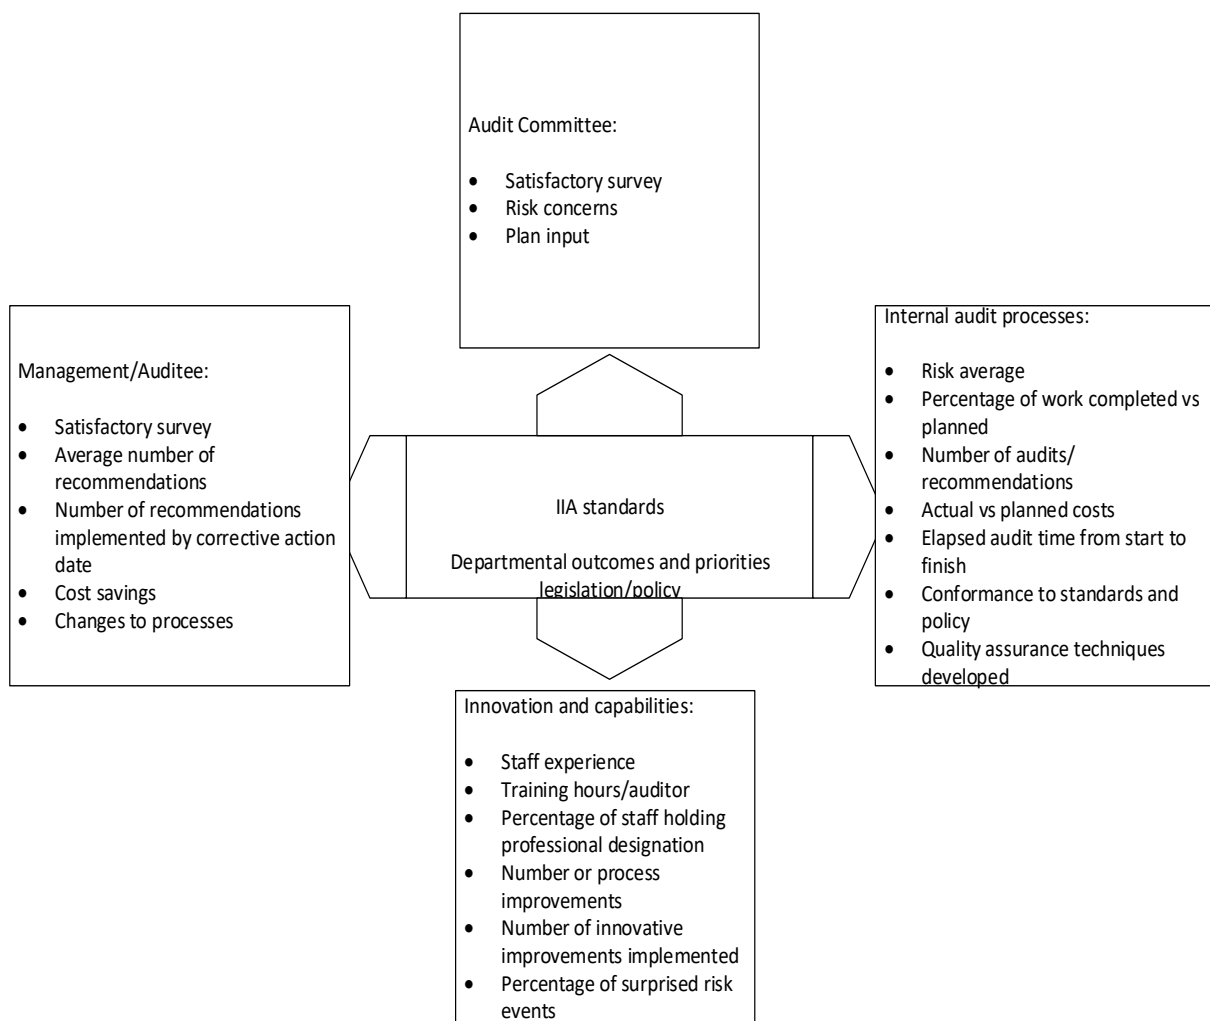 Audit Committee:
• Satisfactory survey
• Risk concerns
• Plan input
Management/Auditee:
• Satisfactory survey
• Average number of
recommendations
• Number of recommendations
implemented by corrective action
date
• Cost savings
• Changes to processes
IIA standards
Departmental outcomes and priorities
legislation/policy
Internal audit processes:
• Risk average
• Percentage of work completed vs
planned
• Number of audits/
recommendations
• Actual vs planned costs
• Elapsed audit time from start to
finish
• Conformance to standards and
policy
• Quality assurance techniques
developed
Innovation and capabilities:
• Staff experience
• Training hours/auditor
• Percentage of staff holding
professional designation
• Number or process
improvements
• Number of innovative
improvements implemented
• Percentage of surprised risk
events